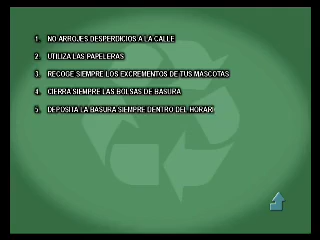 1. NO ARROJES DESPERDICIOS A LA CALLE
2. UTILIZA LAS PAPELERAS
3. RECOGE SIEMPRE LOS EXCREMENTOS DE TUS MASCOTAS
4. CIERRA SIEMPRE LAS BOLSAS DE BASURA
5. DEPOSITA LA BASURA SIEMPRE DENTRO DEL HORARI